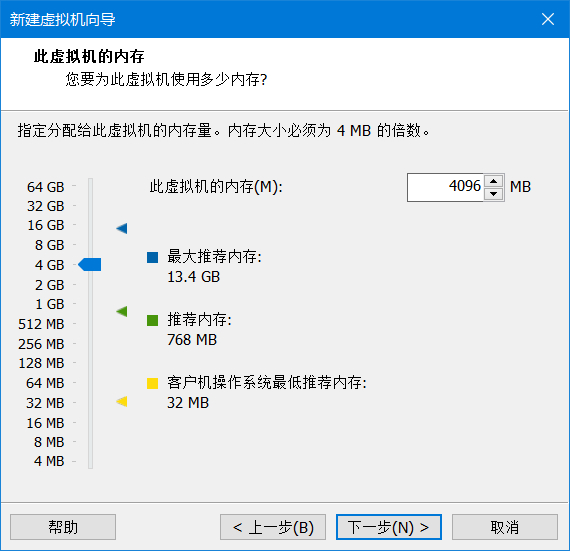 新建虚拟机向导
此虚拟机的内存
您要为此虚拟机使用多少内存?
指定分配给此虚拟机的内存量。内存大小必须为 4 MB 的倍数。
64 GB
32 GB
16 GB
8 GB
4 GB
2 GB
1 GB
512 MB
256 MB
128 MB
64 MB
32 MB
16 MB
8 MB
4 MB
此虚拟机的内存(M): 4096 MB
最大推荐内存:
13.4 GB
推荐内存:
768 MB
客户机操作系统最低推荐内存:
32 MB
帮助 < 上一步(B) 下一步(N) > 取消